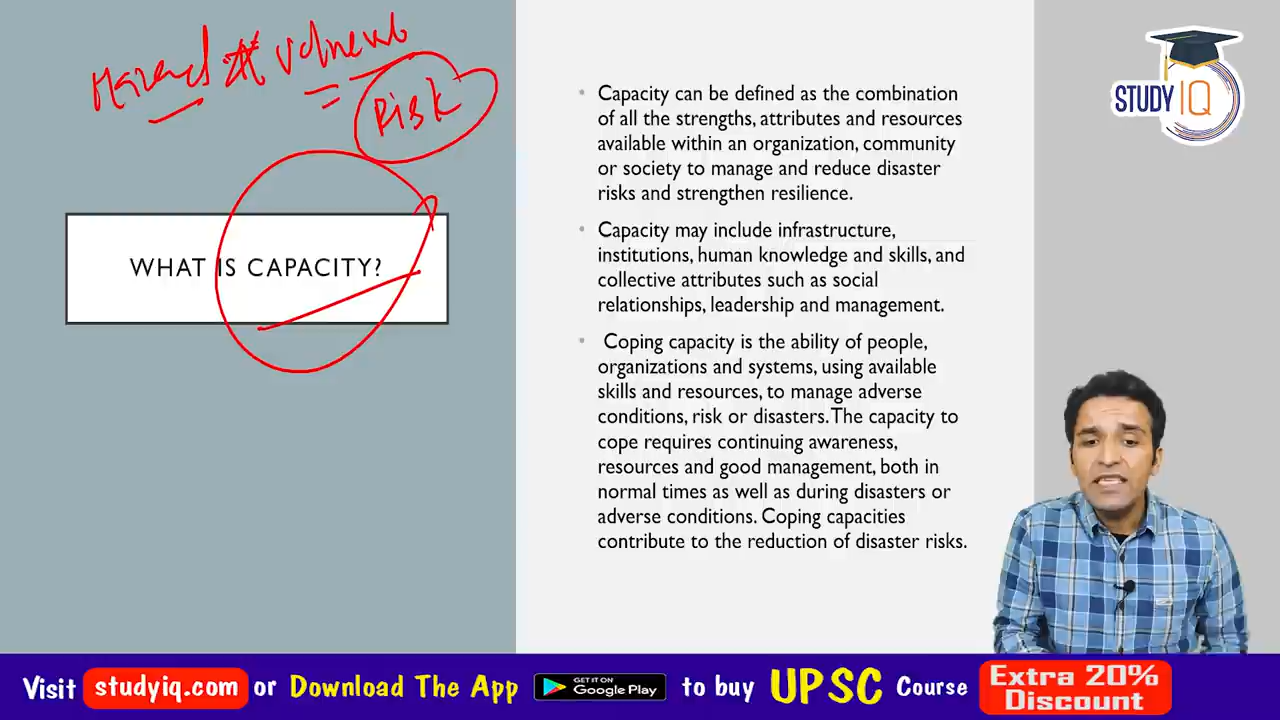 Risk
WHAT IS CAPACITY?
• Capacity can be defined as the combination
of all the strengths, attributes and resources
available within an organization, community
or society to manage and reduce disaster
risks and strengthen resilience.
• Capacity may include infrastructure,
institutions, human knowledge and skills, and
collective attributes such as social
relationships, leadership and management.
• Coping capacity is the ability of people,
organizations and systems, using available
skills and resources, to manage adverse
conditions, risk or disasters. The capacity to
cope requires continuing awareness,
resources and good management, both in
normal times as well as during disasters or
adverse conditions. Coping capacities
contribute to the reduction of disaster risks.
STUDY IQ
Visit studyiq.com or Download The App GET IT ON Google Play to buy UPSC Course Extra 20%
Discount